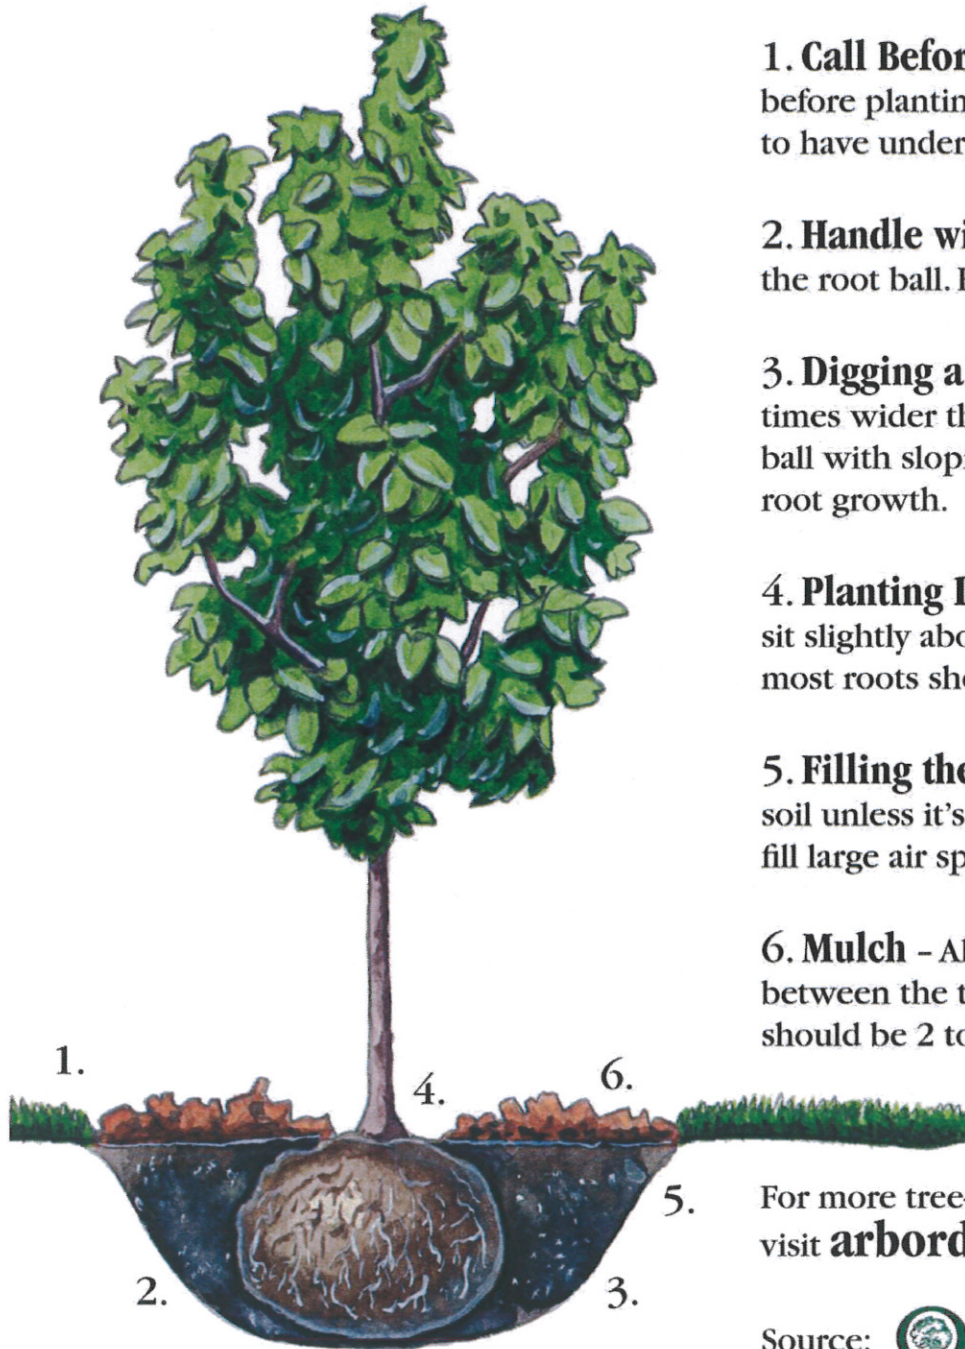 1. Call Befor
before plantin
to have under
2. Handle wi
the root ball.
3. Digging a
times wider th
ball with slop
root growth.
4. Planting
sit slightly abo
most roots sho
5. Filling the
soil unless it's
fill large air sp
6. Mulch –
between the t
should be 2 to
1.
4.
6.
5.
2.
3.
For more tree-
visit arbord
Source: